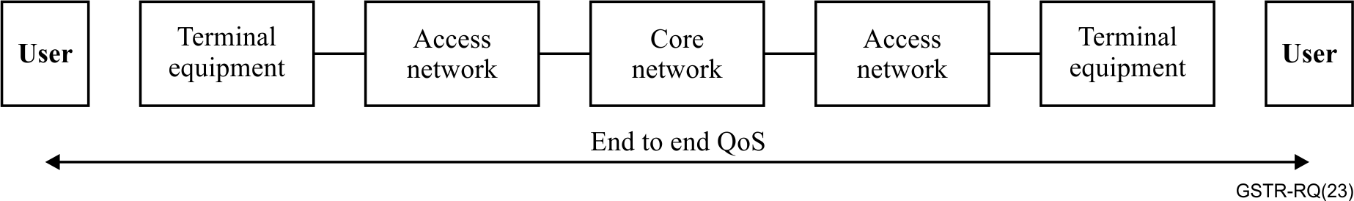 User
Terminal
equipment
Access
network
Core
network
Access
network
Terminal
equipment
User
End to end QoS
GSTR-RQ(23)